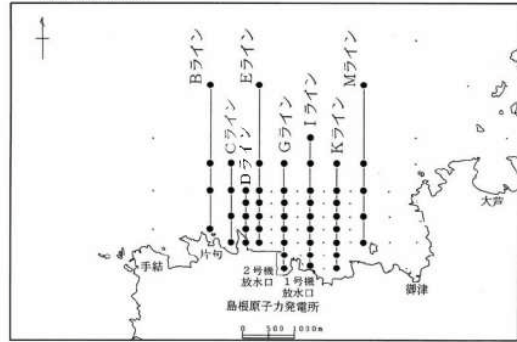 Bライン
Cライン
Dライン
Eライン
Gライン
Iライン
Kライン
Mライン
大芦
片句
手結
2号機
放水口
1号機
放水口
御津
島根原子力発電所
0 500 1000m